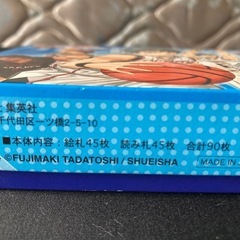 集英社
千代田区一ツ橋2-5-10
■本体内容：絵札45枚　読み札45枚　合計90枚
©FUJIMAKI TADATOSHI / SHUEISHA MADE IN